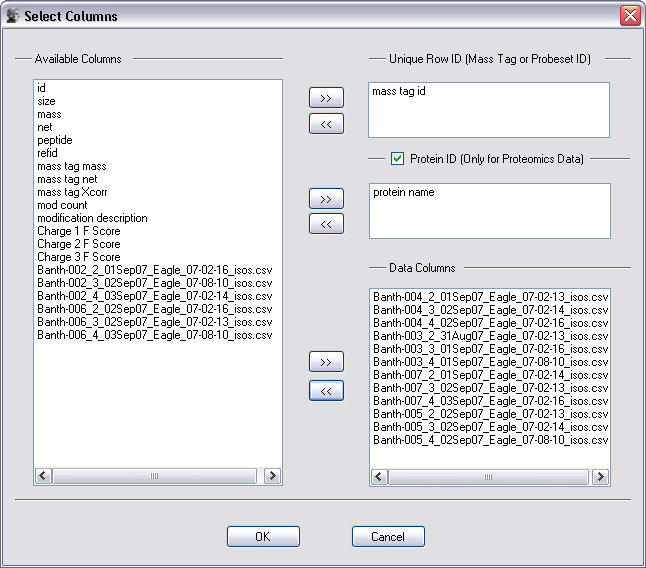 Select Columns
Available Columns
id
size
mass
net
peptide
refid
mass tag mass
mass tag net
mass tag Xcorr
mod count
modification description
Charge 1 F Score
Charge 2 F Score
Charge 3 F Score
Banth-002_2_01Sep07_Eagle_07-02-16_isos.csv
Banth-002_3_02Sep07_Eagle_07-08-10_isos.csv
Banth-002_4_03Sep07_Eagle_07-02-14_isos.csv
Banth-006_2_02Sep07_Eagle_07-02-16_isos.csv
Banth-006_3_02Sep07_Eagle_07-02-13_isos.csv
Banth-006_4_03Sep07_Eagle_07-08-10_isos.csv
>>
<<
>>
<<
>>
<<
Unique Row ID (Mass Tag or Probeset ID)
mass tag id
Protein ID (Only for Proteomics Data)
protein name
Data Columns
Banth-004_2_01Sep07_Eagle_07-02-13_isos.csv
Banth-004_3_02Sep07_Eagle_07-08-10_isos.csv
Banth-004_4_02Sep07_Eagle_07-02-16_isos.csv
Banth-003_2_31Aug07_Eagle_07-02-13_isos.csv
Banth-003_3_01Sep07_Eagle_07-02-16_isos.csv
Banth-003_4_01Sep07_Eagle_07-08-10_isos.csv
Banth-007_2_01Sep07_Eagle_07-02-14_isos.csv
Banth-007_3_02Sep07_Eagle_07-02-13_isos.csv
Banth-007_4_03Sep07_Eagle_07-02-16_isos.csv
Banth-005_2_02Sep07_Eagle_07-02-13_isos.csv
Banth-005_3_02Sep07_Eagle_07-02-14_isos.csv
Banth-005_4_02Sep07_Eagle_07-08-10_isos.csv
OK
Cancel